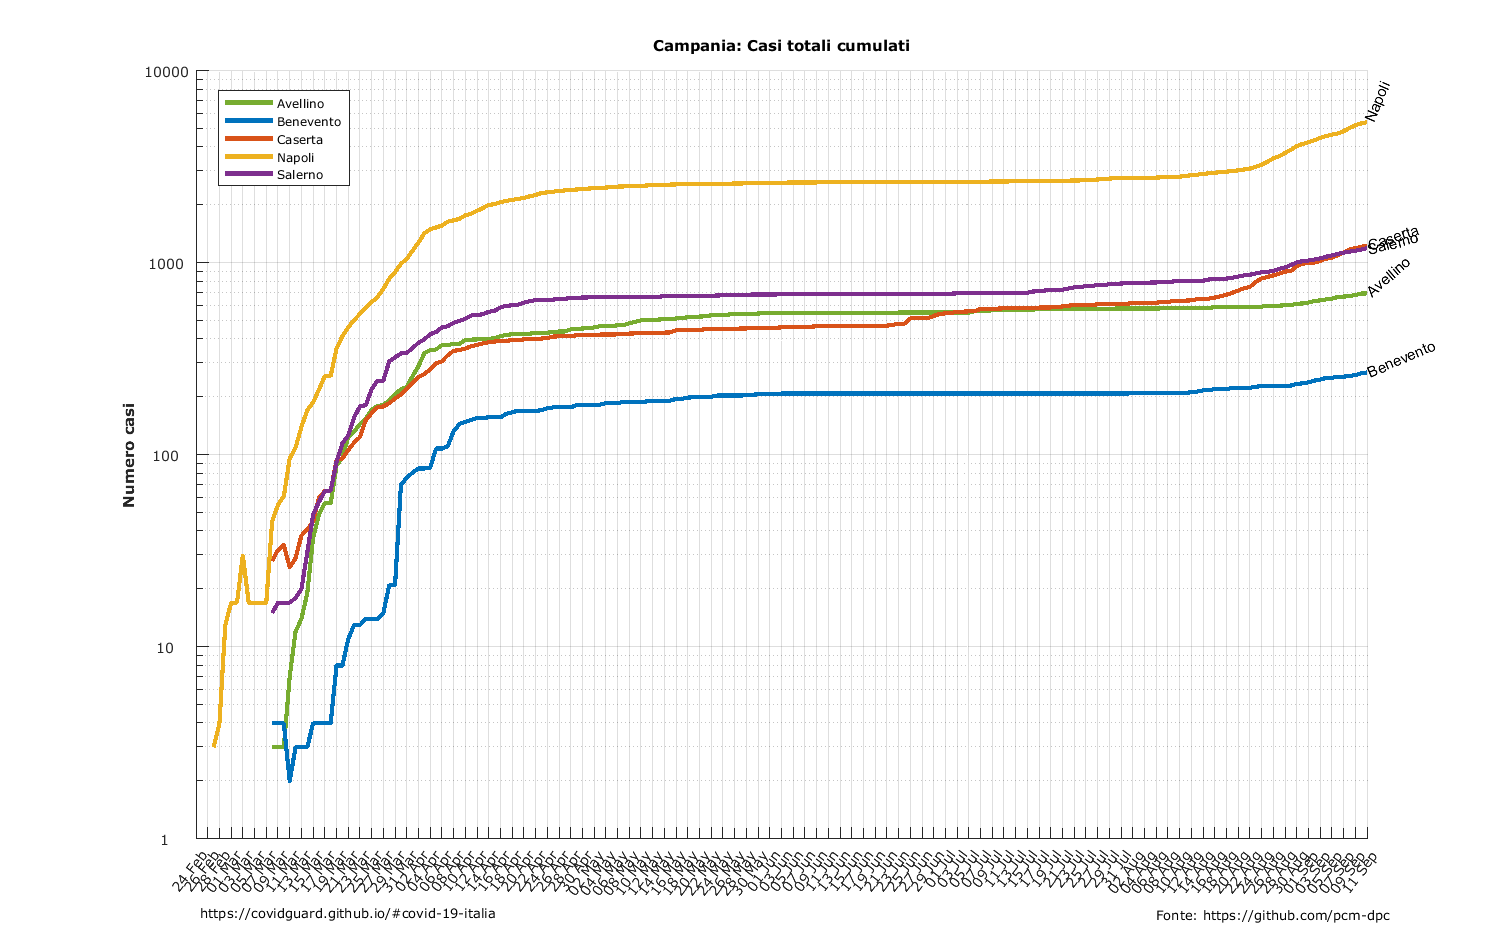 Campania: Casi totali cumulati
10000
1000
100
10
1
Numero casi
Avellino
Benevento
Caserta
Napoli
Salerno
Napoli
Caserta
Salerno
Avellino
Benevento
24 Feb
26 Feb
28 Feb
01 Mar
03 Mar
05 Mar
07 Mar
09 Mar
11 Mar
13 Mar
15 Mar
17 Mar
19 Mar
21 Mar
23 Mar
25 Mar
27 Mar
29 Mar
31 Mar
02 Apr
04 Apr
06 Apr
08 Apr
10 Apr
12 Apr
14 Apr
16 Apr
18 Apr
20 Apr
22 Apr
24 Apr
26 Apr
28 Apr
30 Apr
02 May
04 May
06 May
08 May
10 May
12 May
14 May
16 May
18 May
20 May
22 May
24 May
26 May
28 May
30 May
01 Jun
03 Jun
05 Jun
07 Jun
09 Jun
11 Jun
13 Jun
15 Jun
17 Jun
19 Jun
21 Jun
23 Jun
25 Jun
27 Jun
29 Jun
01 Jul
03 Jul
05 Jul
07 Jul
09 Jul
11 Jul
13 Jul
15 Jul
17 Jul
19 Jul
21 Jul
23 Jul
25 Jul
27 Jul
29 Jul
31 Jul
02 Aug
04 Aug
06 Aug
08 Aug
10 Aug
12 Aug
14 Aug
16 Aug
18 Aug
20 Aug
22 Aug
24 Aug
26 Aug
28 Aug
30 Aug
01 Sep
03 Sep
05 Sep
07 Sep
09 Sep
11 Sep
https://covidguard.github.io/#covid-19-italia
Fonte: https://github.com/pcm-dpc